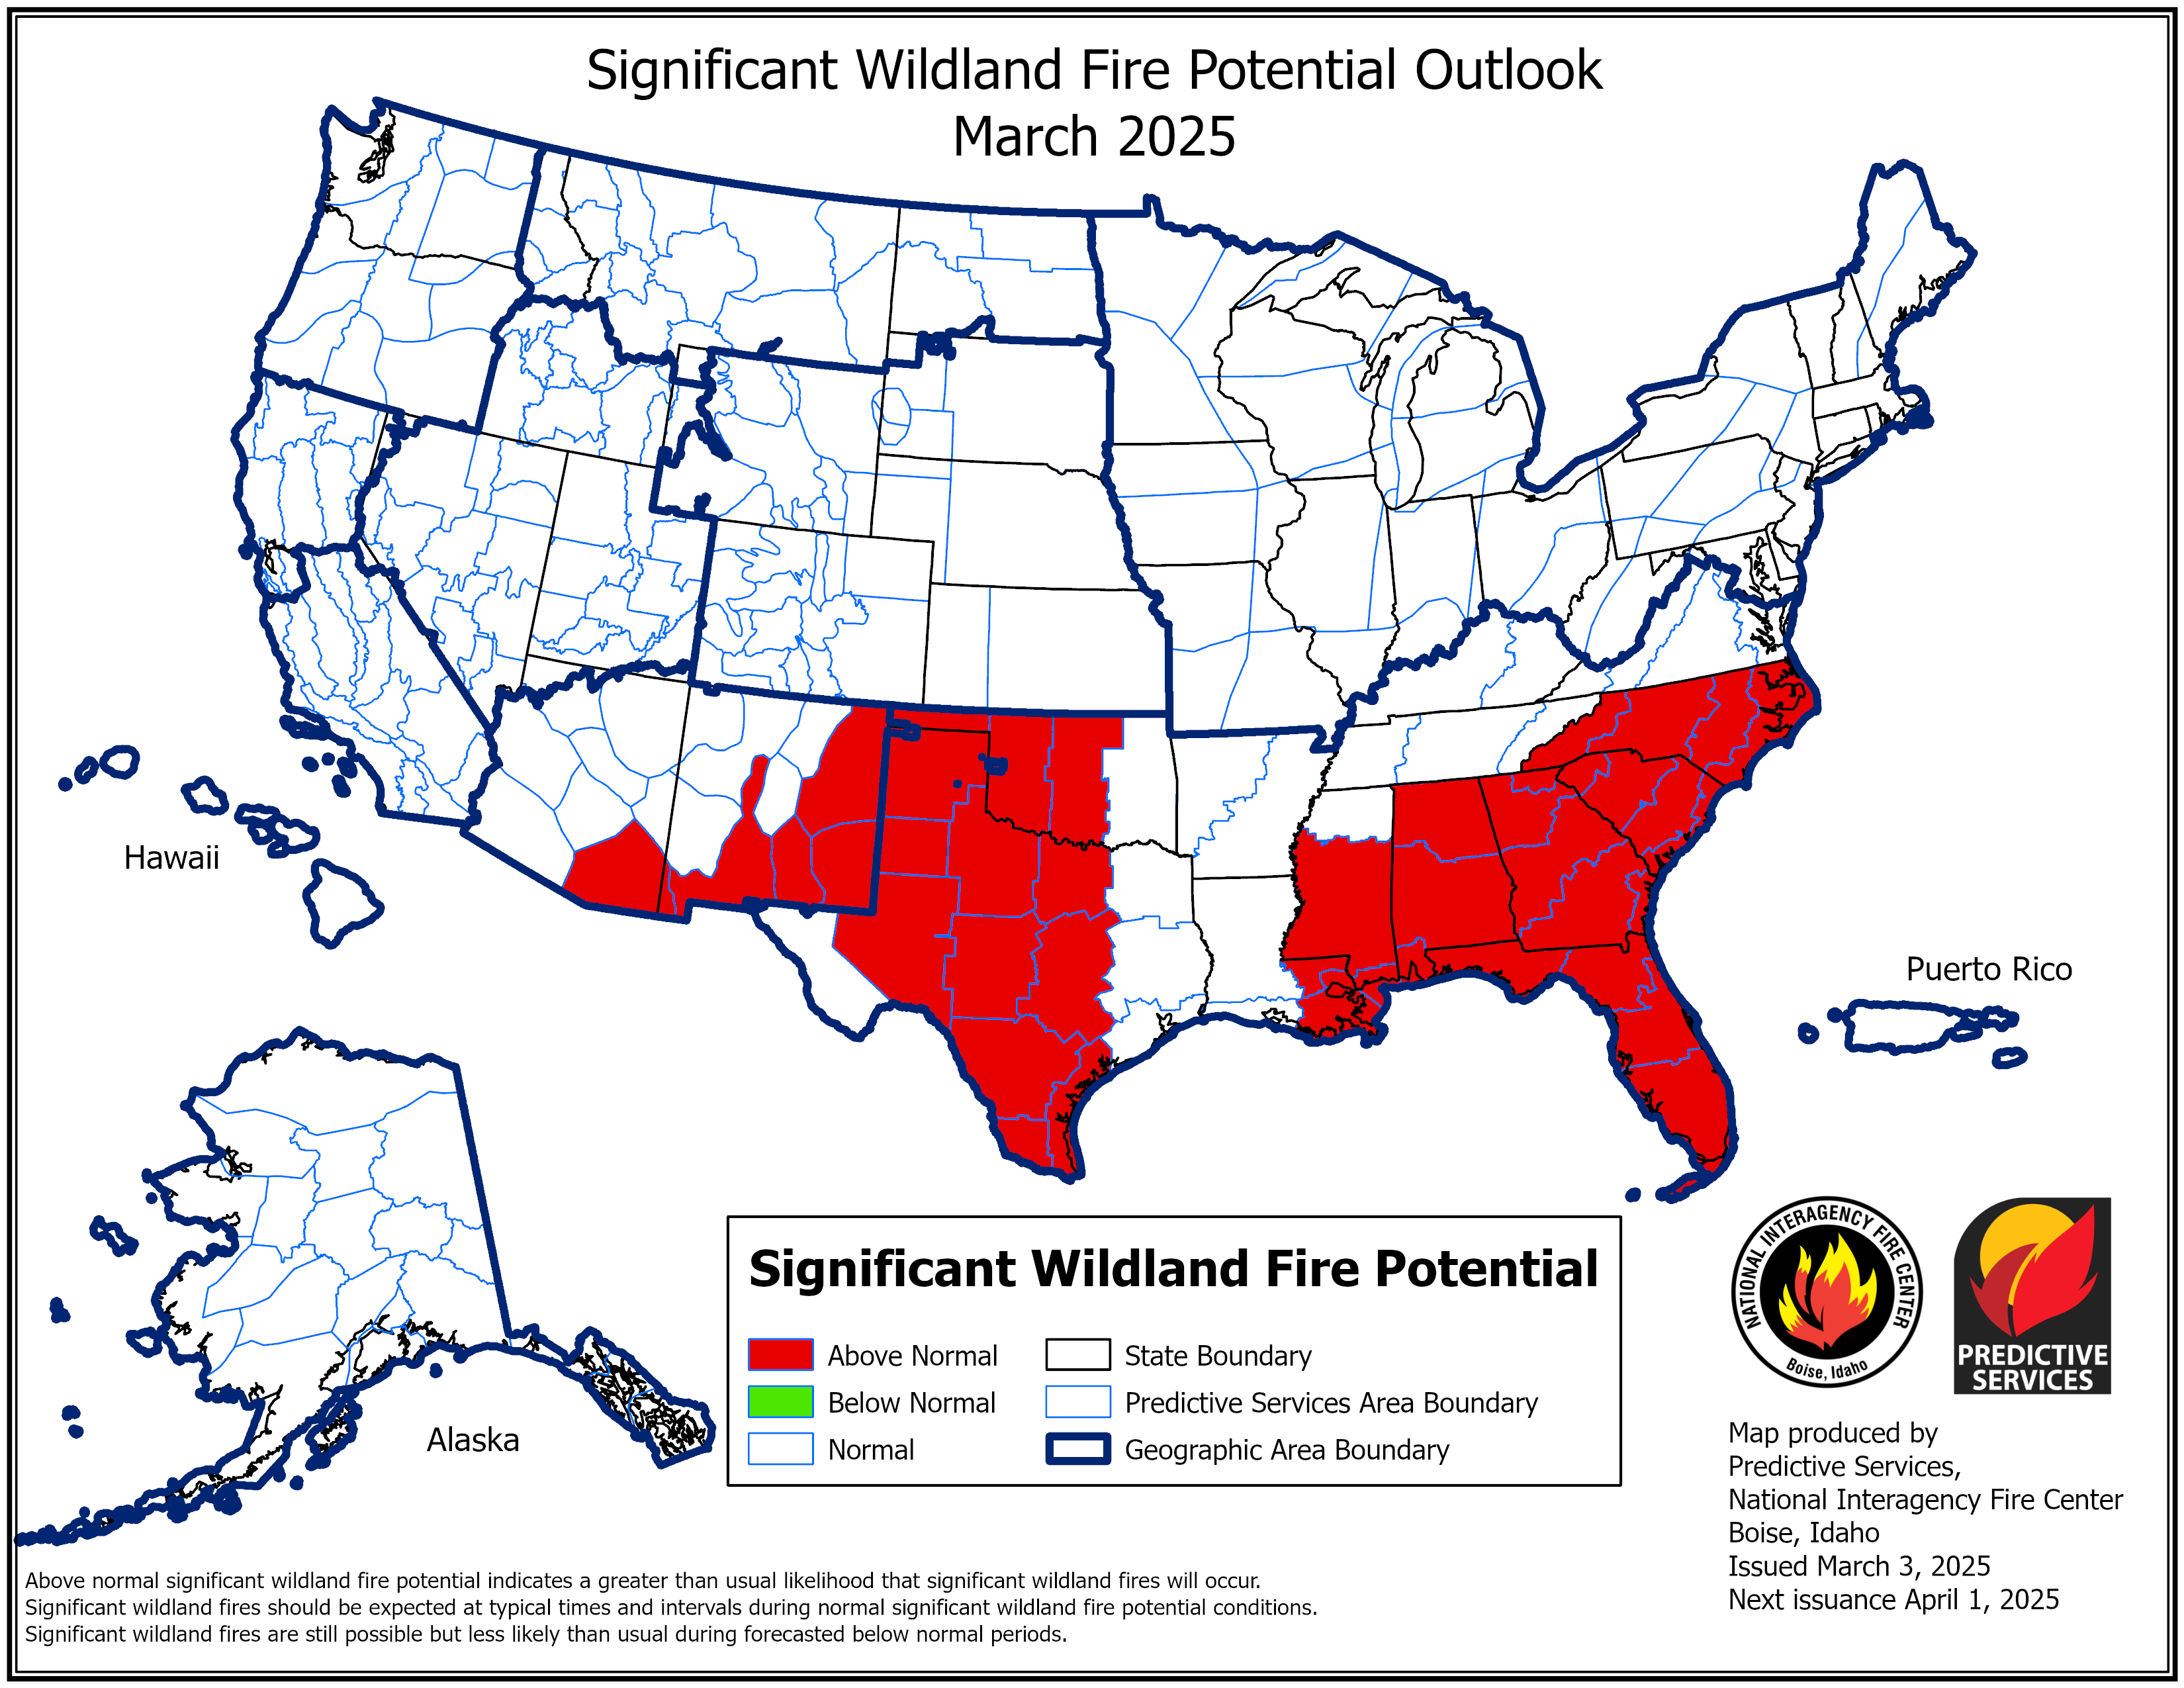 Significant Wildland Fire Potential Outlook
March 2025
Hawaii
Puerto Rico
Alaska
Significant Wildland Fire Potential
Above Normal
Below Normal
Normal
State Boundary
Predictive Services Area Boundary
Geographic Area Boundary
NATIONAL INTERAGENCY FIRE CENTER
Boise, Idaho
PREDICTIVE
SERVICES
Map produced by
Predictive Services,
National Interagency Fire Center
Boise, Idaho
Issued March 3, 2025
Next issuance April 1, 2025
Above normal significant wildland fire potential indicates a greater than usual likelihood that significant wildland fires will occur.
Significant wildland fires should be expected at typical times and intervals during normal significant wildland fire potential conditions.
Significant wildland fires are still possible but less likely than usual during forecasted below normal periods.